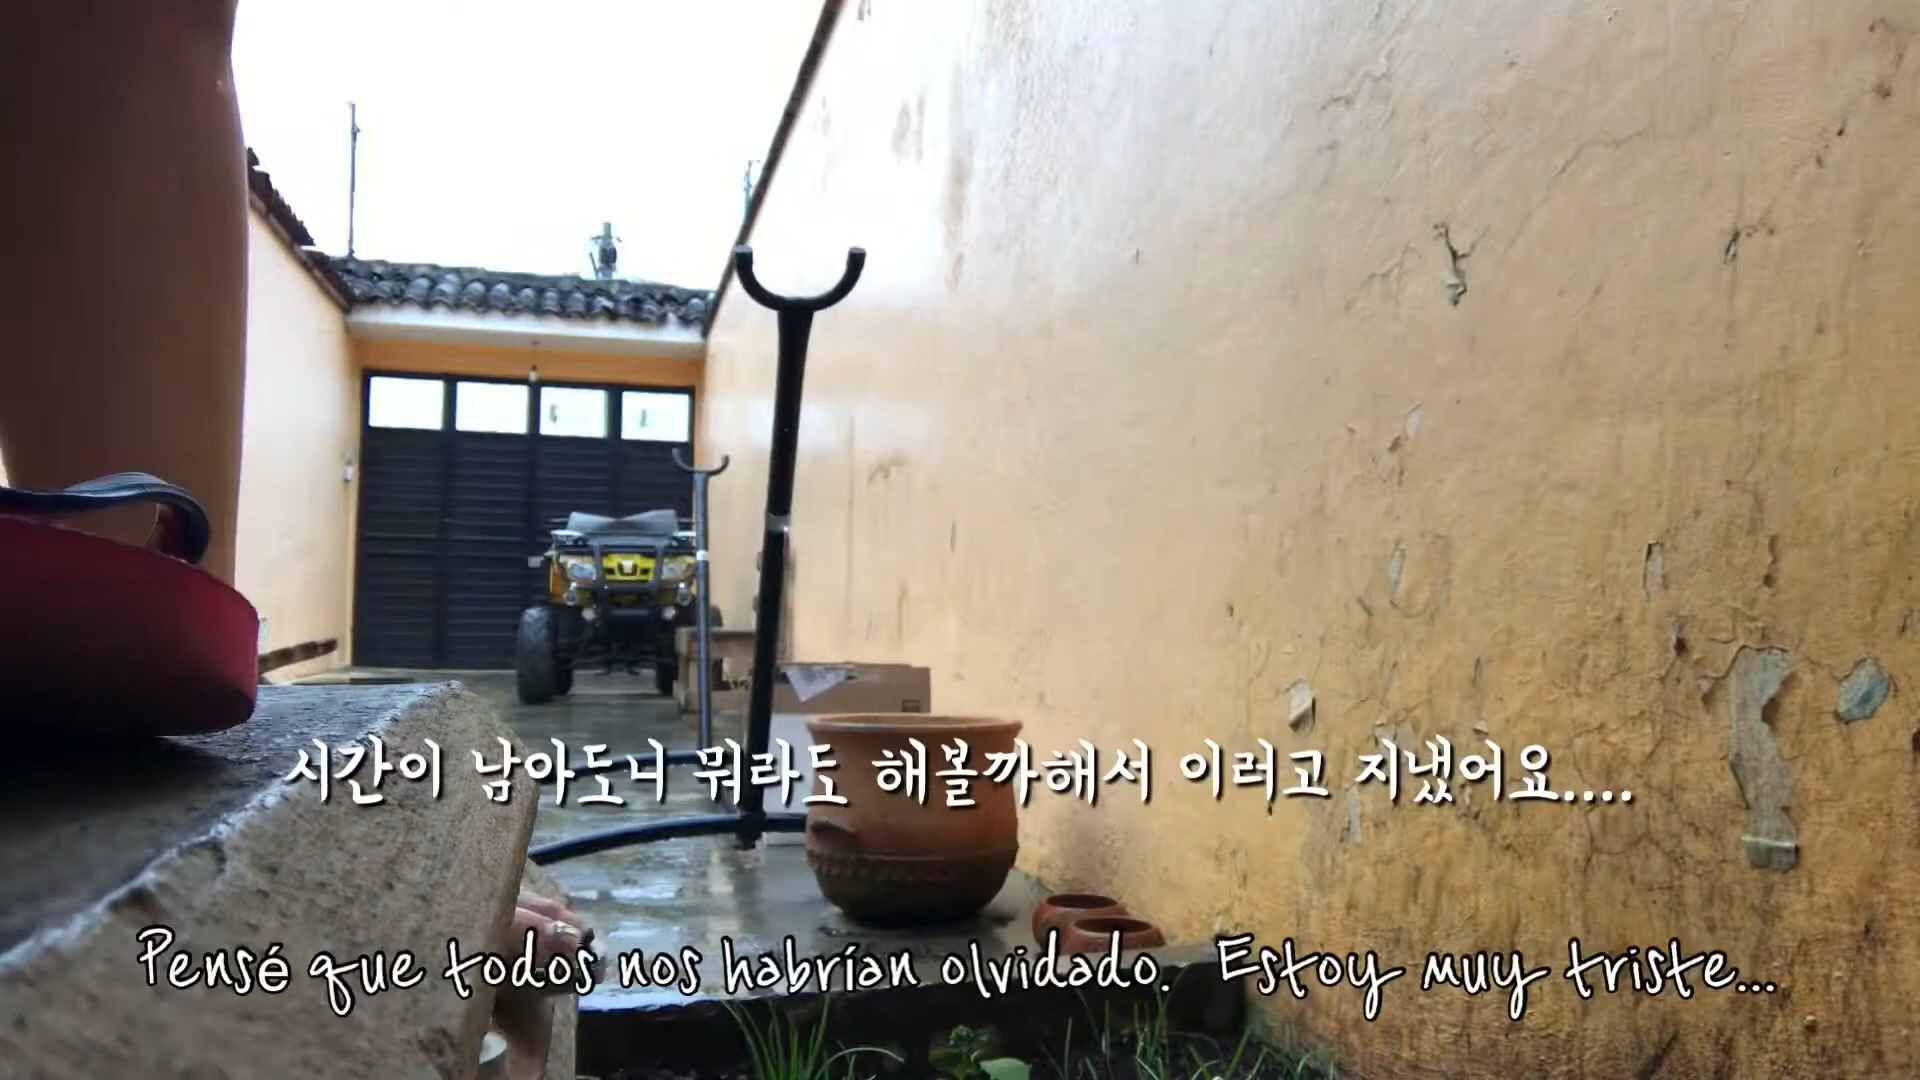 시간이 남아도니 뭐라도 해볼까해서 이러고 지냈어요....
Pensé que todos nos habrían olvidado. Estoy muy triste...